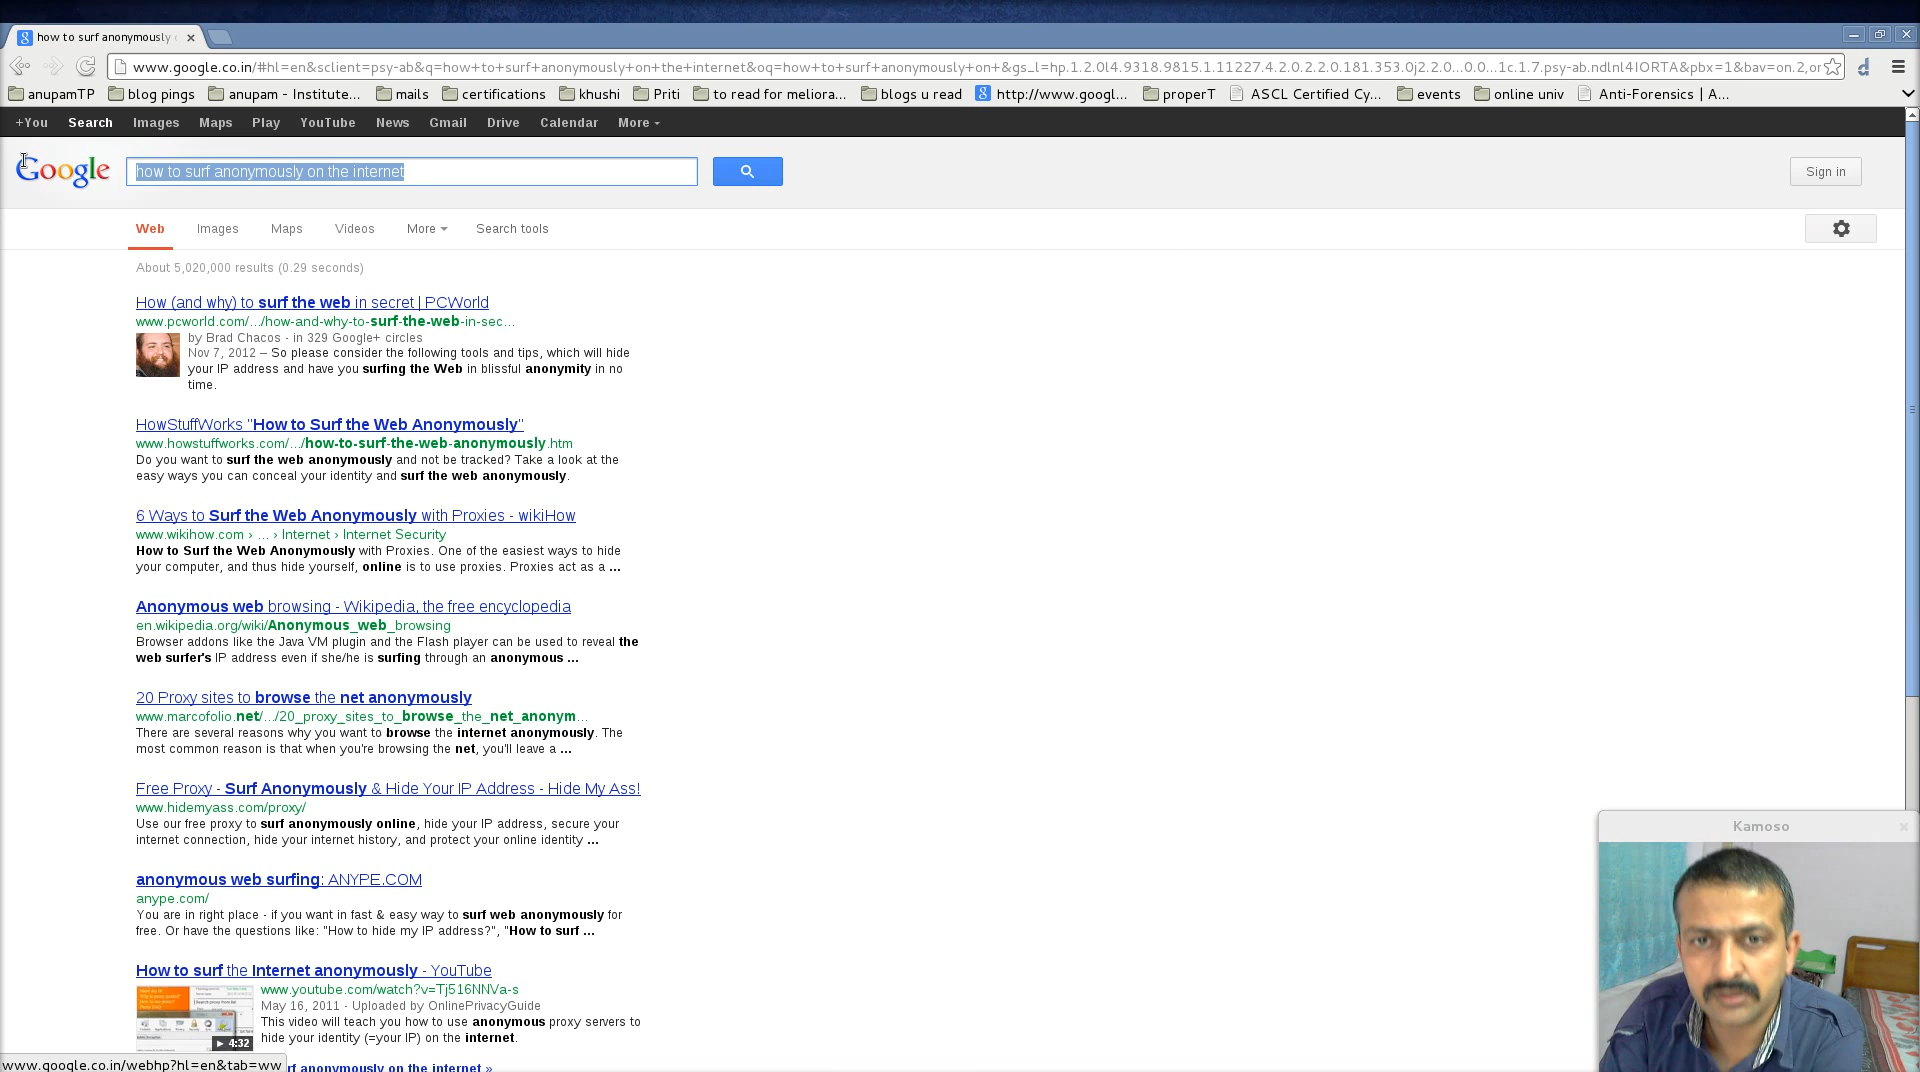 how to surf anonymously
www.google.co.in/#hl=en&sclient=psy-ab&q=how+to+surf+anonymously+on+the+internet&oq=how+to+surf+anonymously+on+&gs_l=hp.1.2.0l4.9318.9815.1.11227.4.2.0.2.2.0.181.353.0j2.2.0...0.0...1c.1.7.psy-ab.ndlnl4IORTA&pbx=1&bav=on.2,or
anupamTP blog pings anupam - Institute... mails certifications khushi Priti to read for meliora... blogs u read http://www.googl... properT ASCL Certified Cy... events online univ Anti-Forensics | A...
+You Search Images Maps Play YouTube News Gmail Drive Calendar More
Google how to surf anonymously on the internet Sign in
Web Images Maps Videos More Search tools
About 5,020,000 results (0.29 seconds)
How (and why) to surf the web in secret | PCWorld
www.pcworld.com/.../how-and-why-to-surf-the-web-in-sec...
by Brad Chacos - in 329 Google+ circles
Nov 7, 2012 – So please consider the following tools and tips, which will hide
your IP address and have you surfing the Web in blissful anonymity in no
time.
HowStuffWorks "How to Surf the Web Anonymously"
www.howstuffworks.com/.../how-to-surf-the-web-anonymously.htm
Do you want to surf the web anonymously and not be tracked? Take a look at the
easy ways you can conceal your identity and surf the web anonymously.
6 Ways to Surf the Web Anonymously with Proxies - wikiHow
www.wikihow.com › ... › Internet › Internet Security
How to Surf the Web Anonymously with Proxies. One of the easiest ways to hide
your computer, and thus hide yourself, online is to use proxies. Proxies act as a ...
Anonymous web browsing - Wikipedia, the free encyclopedia
en.wikipedia.org/wiki/Anonymous_web_browsing
Browser addons like the Java VM plugin and the Flash player can be used to reveal the
web surfer's IP address even if she/he is surfing through an anonymous ...
20 Proxy sites to browse the net anonymously
www.marcofolio.net/.../20_proxy_sites_to_browse_the_net_anonym...
There are several reasons why you want to browse the internet anonymously. The
most common reason is that when you're browsing the net, you'll leave a ...
Free Proxy - Surf Anonymously & Hide Your IP Address - Hide My Ass!
www.hidemyass.com/proxy/
Use our free proxy to surf anonymously online, hide your IP address, secure your
internet connection, hide your internet history, and protect your online identity ...
Kamoso
anonymous web surfing: ANYPE.COM
anype.com/
You are in right place - if you want in fast & easy way to surf web anonymously for
free. Or have the questions like: "How to hide my IP address?", "How to surf ...
How to surf the Internet anonymously - YouTube
www.youtube.com/watch?v=Tj516NNVa-s
May 16, 2011 - Uploaded by OnlinePrivacyGuide
This video will teach you how to use anonymous proxy servers to
hide your identity (=your IP) on the internet.
4:32
www.google.co.in/webhp?hl=en&tab=ww
rf anonymously on the internet »